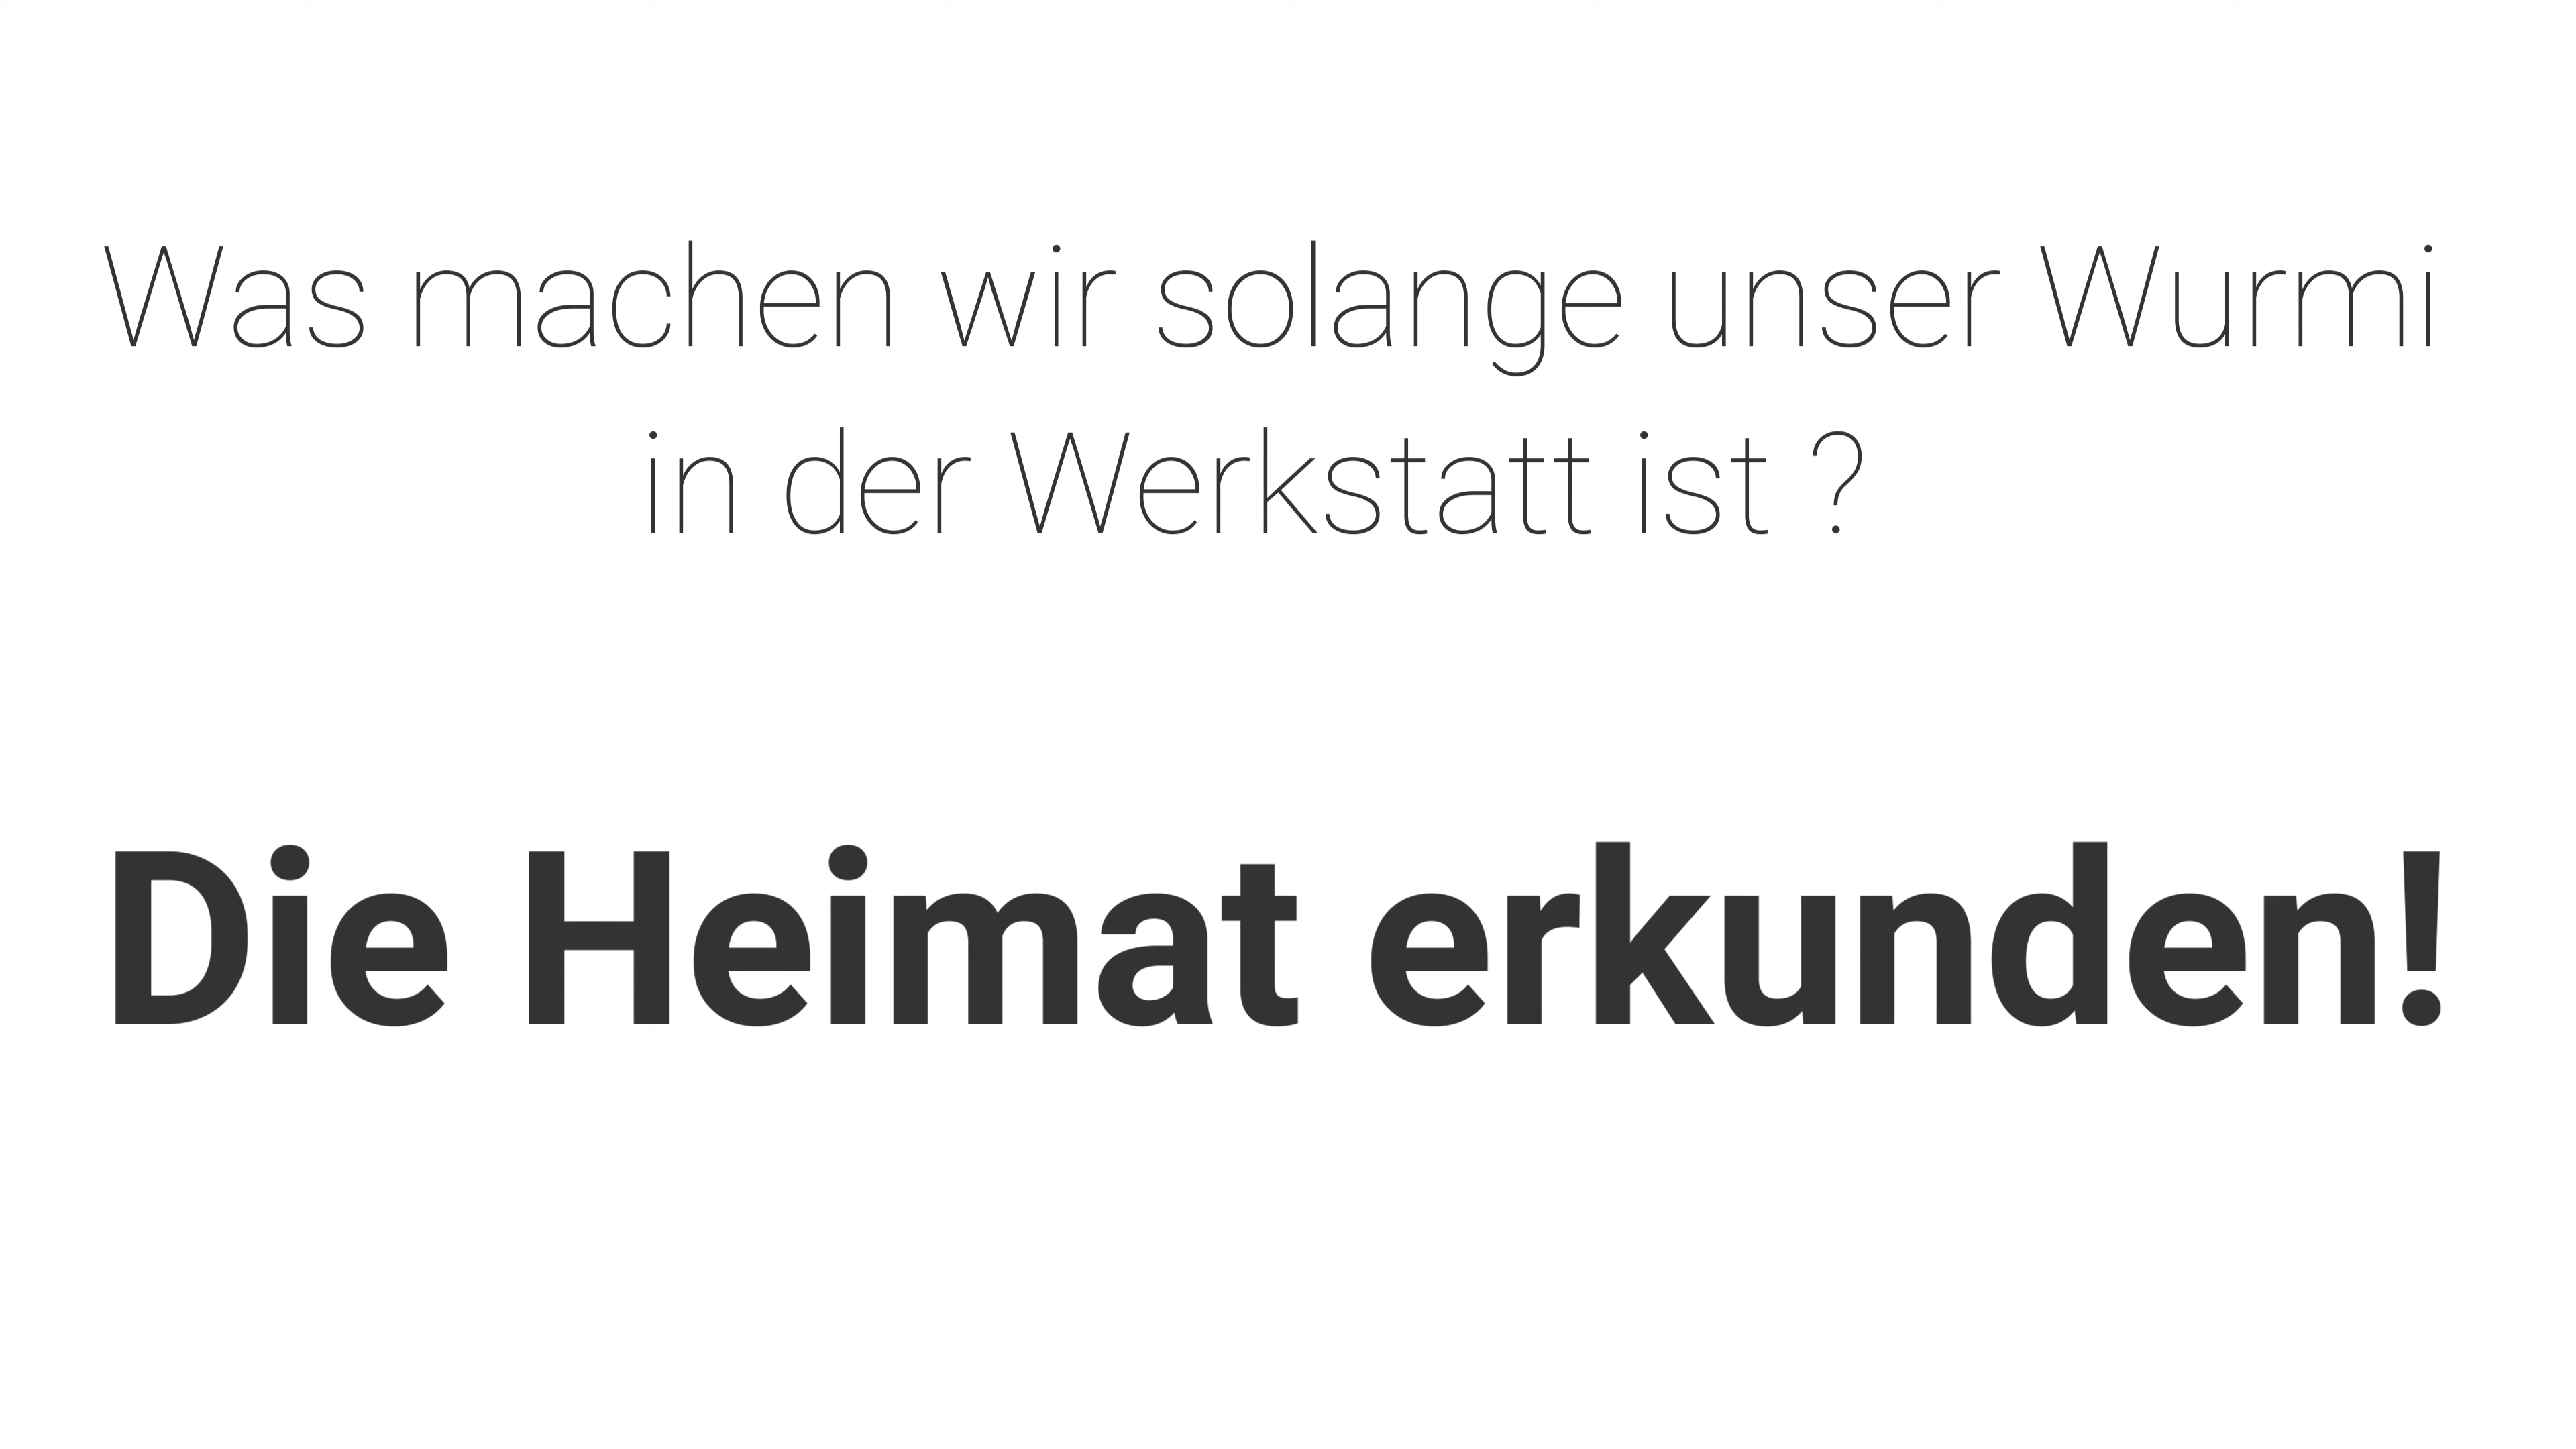 Was machen wir solange unser Wurmi
in der Werkstatt ist ?
Die Heimat erkunden!